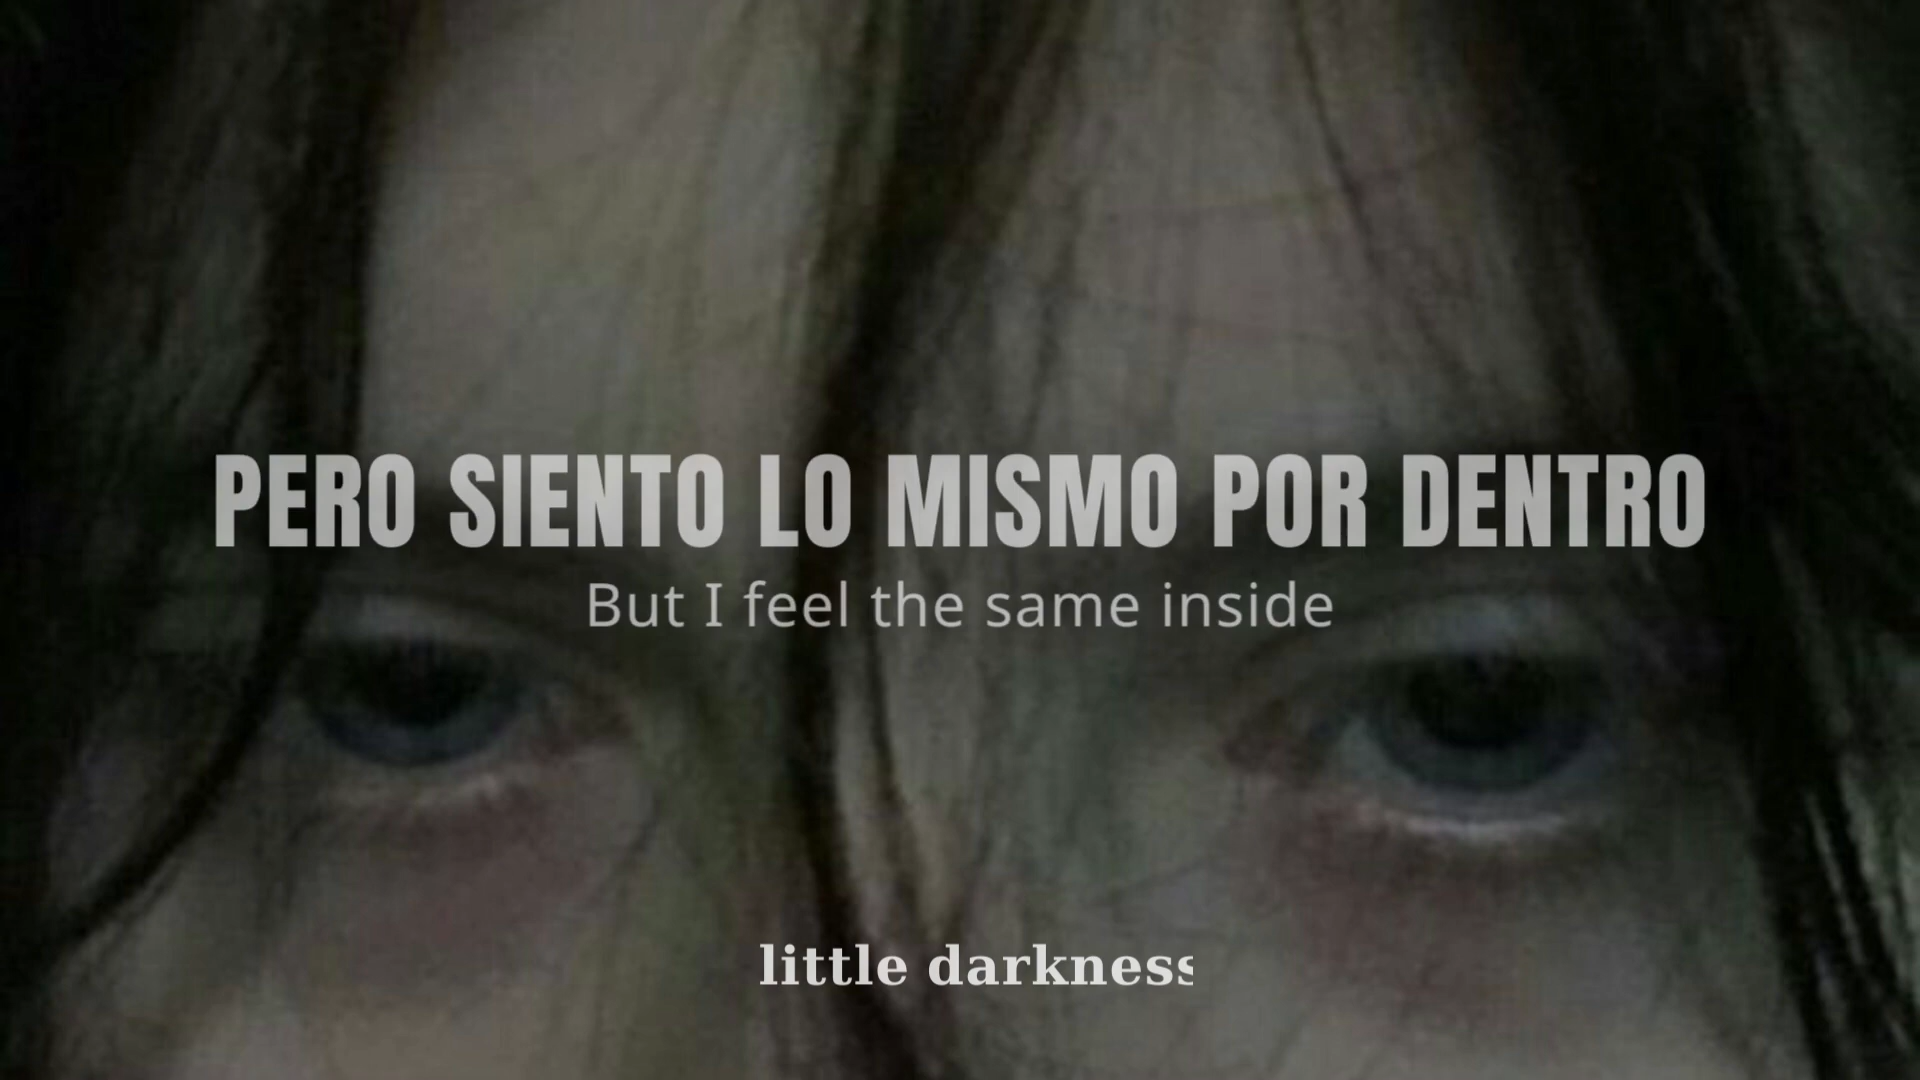 PERO SIENTO LO MISMO POR DENTRO
But I feel the same inside
little darkness